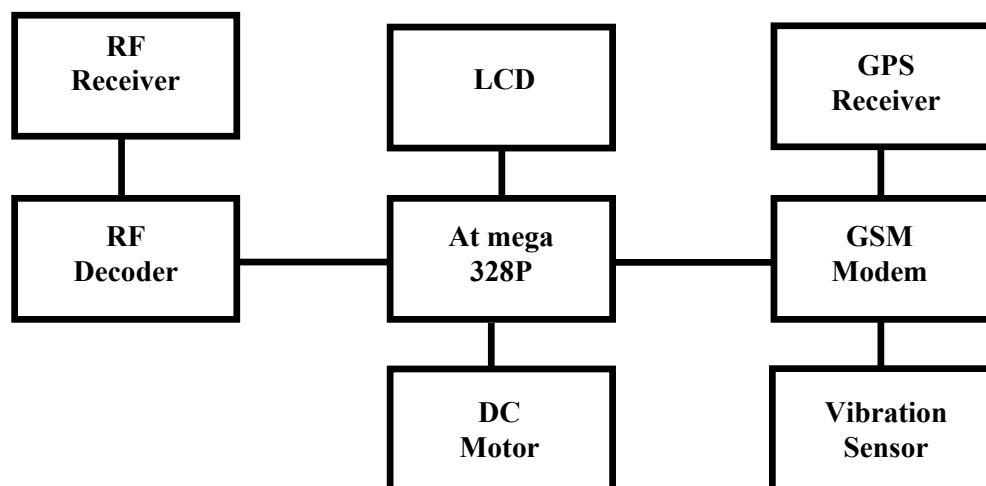 RF
Receiver
LCD
GPS
Receiver
RF
Decoder
At mega
328P
GSM
Modem
DC
Motor
Vibration
Sensor